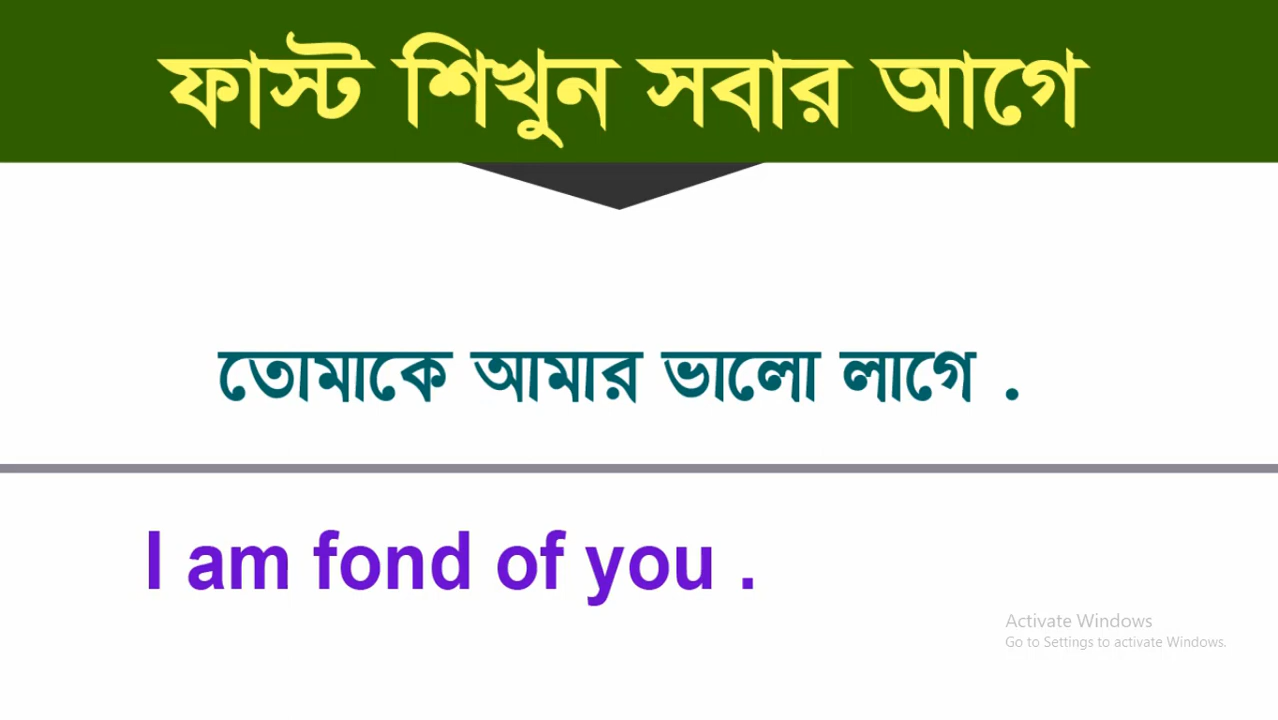 ফাস্ট শিখুন সবার আগে
তোমাকে আমার ভালো লাগে .
I am fond of you .
Activate Windows
Go to Settings to activate Windows.